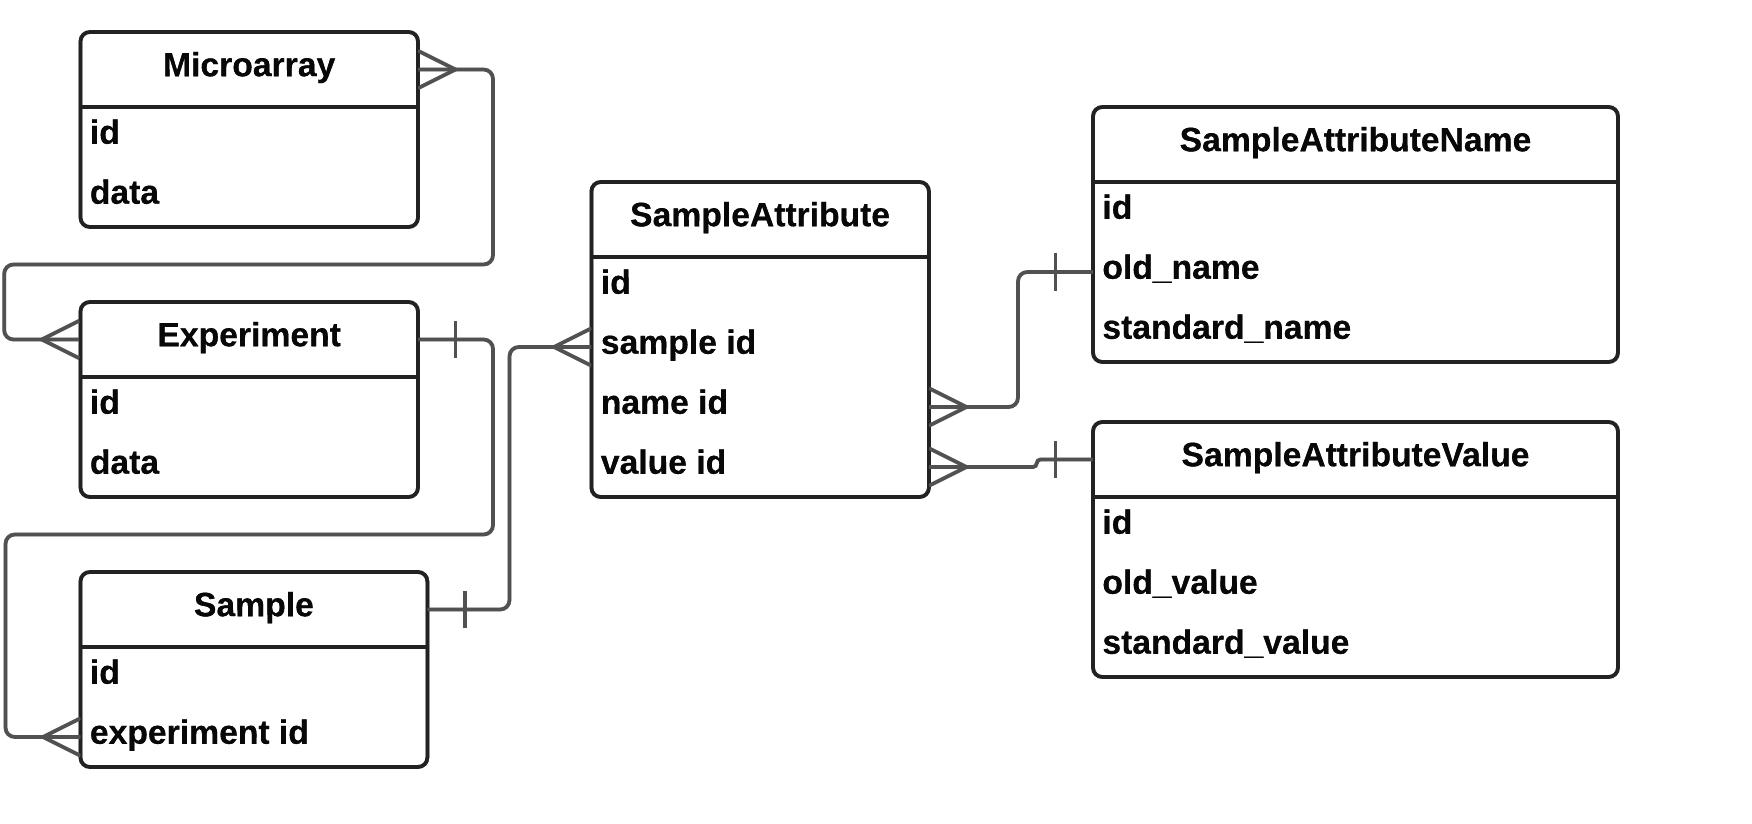 Microarray
id
data
Experiment
id
data
Sample
id
experiment id
SampleAttribute
id
sample id
name id
value id
SampleAttributeName
id
old_name
standard_name
SampleAttributeValue
id
old_value
standard_value